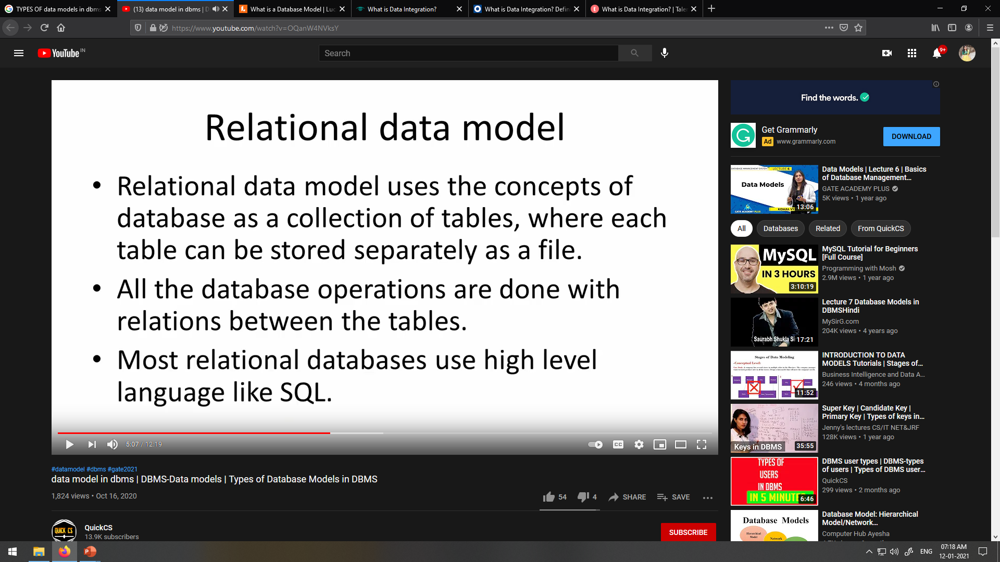 TYPES OF data models in dbms
(13) data model in dbms | D
What is a Database Model | Luc
What is Data Integration?
What is Data Integration? Defin
What is Data Integration? | Tale
https://www.youtube.com/watch?v=OQanW4NVksY
YouTube IN
Search
9+
Relational data model
• Relational data model uses the concepts of
database as a collection of tables, where each
table can be stored separately as a file.
• All the database operations are done with
relations between the tables.
• Most relational databases use high level
language like SQL.
5:07 / 12:19
CC
#datamodel #dbms #gate2021
data model in dbms | DBMS-Data models | Types of Database Models in DBMS
1,824 views • Oct 16, 2020
54
4
SHARE
SAVE
QUICK CS
QuickCS
13.9K subscribers
SUBSCRIBE
Find the words.
Get Grammarly
Ad www.grammarly.com
DOWNLOAD
DATABASE MANAGEMENT SYSTEM LECTURE 6
Data Models
GATE ACADEMY PLUS
13:06
Data Models | Lecture 6 | Basics
of Database Management…
GATE ACADEMY PLUS
5K views • 1 year ago
All
Databases
Related
From QuickCS
MySQL
IN 3 HOURS
3:10:19
MySQL Tutorial for Beginners
[Full Course]
Programming with Mosh
2.9M views • 1 year ago
Saurabh Shukla Si
17:21
Lecture 7 Database Models in
DBMSHindi
MySirG.com
204K views • 4 years ago
Stages of Data Modeling
Conceptual Level:
11:52
INTRODUCTION TO DATA
MODELS Tutorials | Stages of…
Business Intelligence and Data A…
246 views • 4 months ago
Keys in DBMS
35:55
Super Key | Candidate Key |
Primary Key | Types of keys in…
Jenny's lectures CS/IT NET&JRF
128K views • 1 year ago
TYPES OF
USERS
IN DBMS
IN 5 MINUTE
6:46
DBMS user types | DBMS-types
of users | Types of DBMS user…
QuickCS
299 views • 2 months ago
Database Models
Hierarchical
Model
Network
Database Model: Hierarchical
Model/Network…
Computer Hub Ayesha
ENG
07:18 AM
12-01-2021